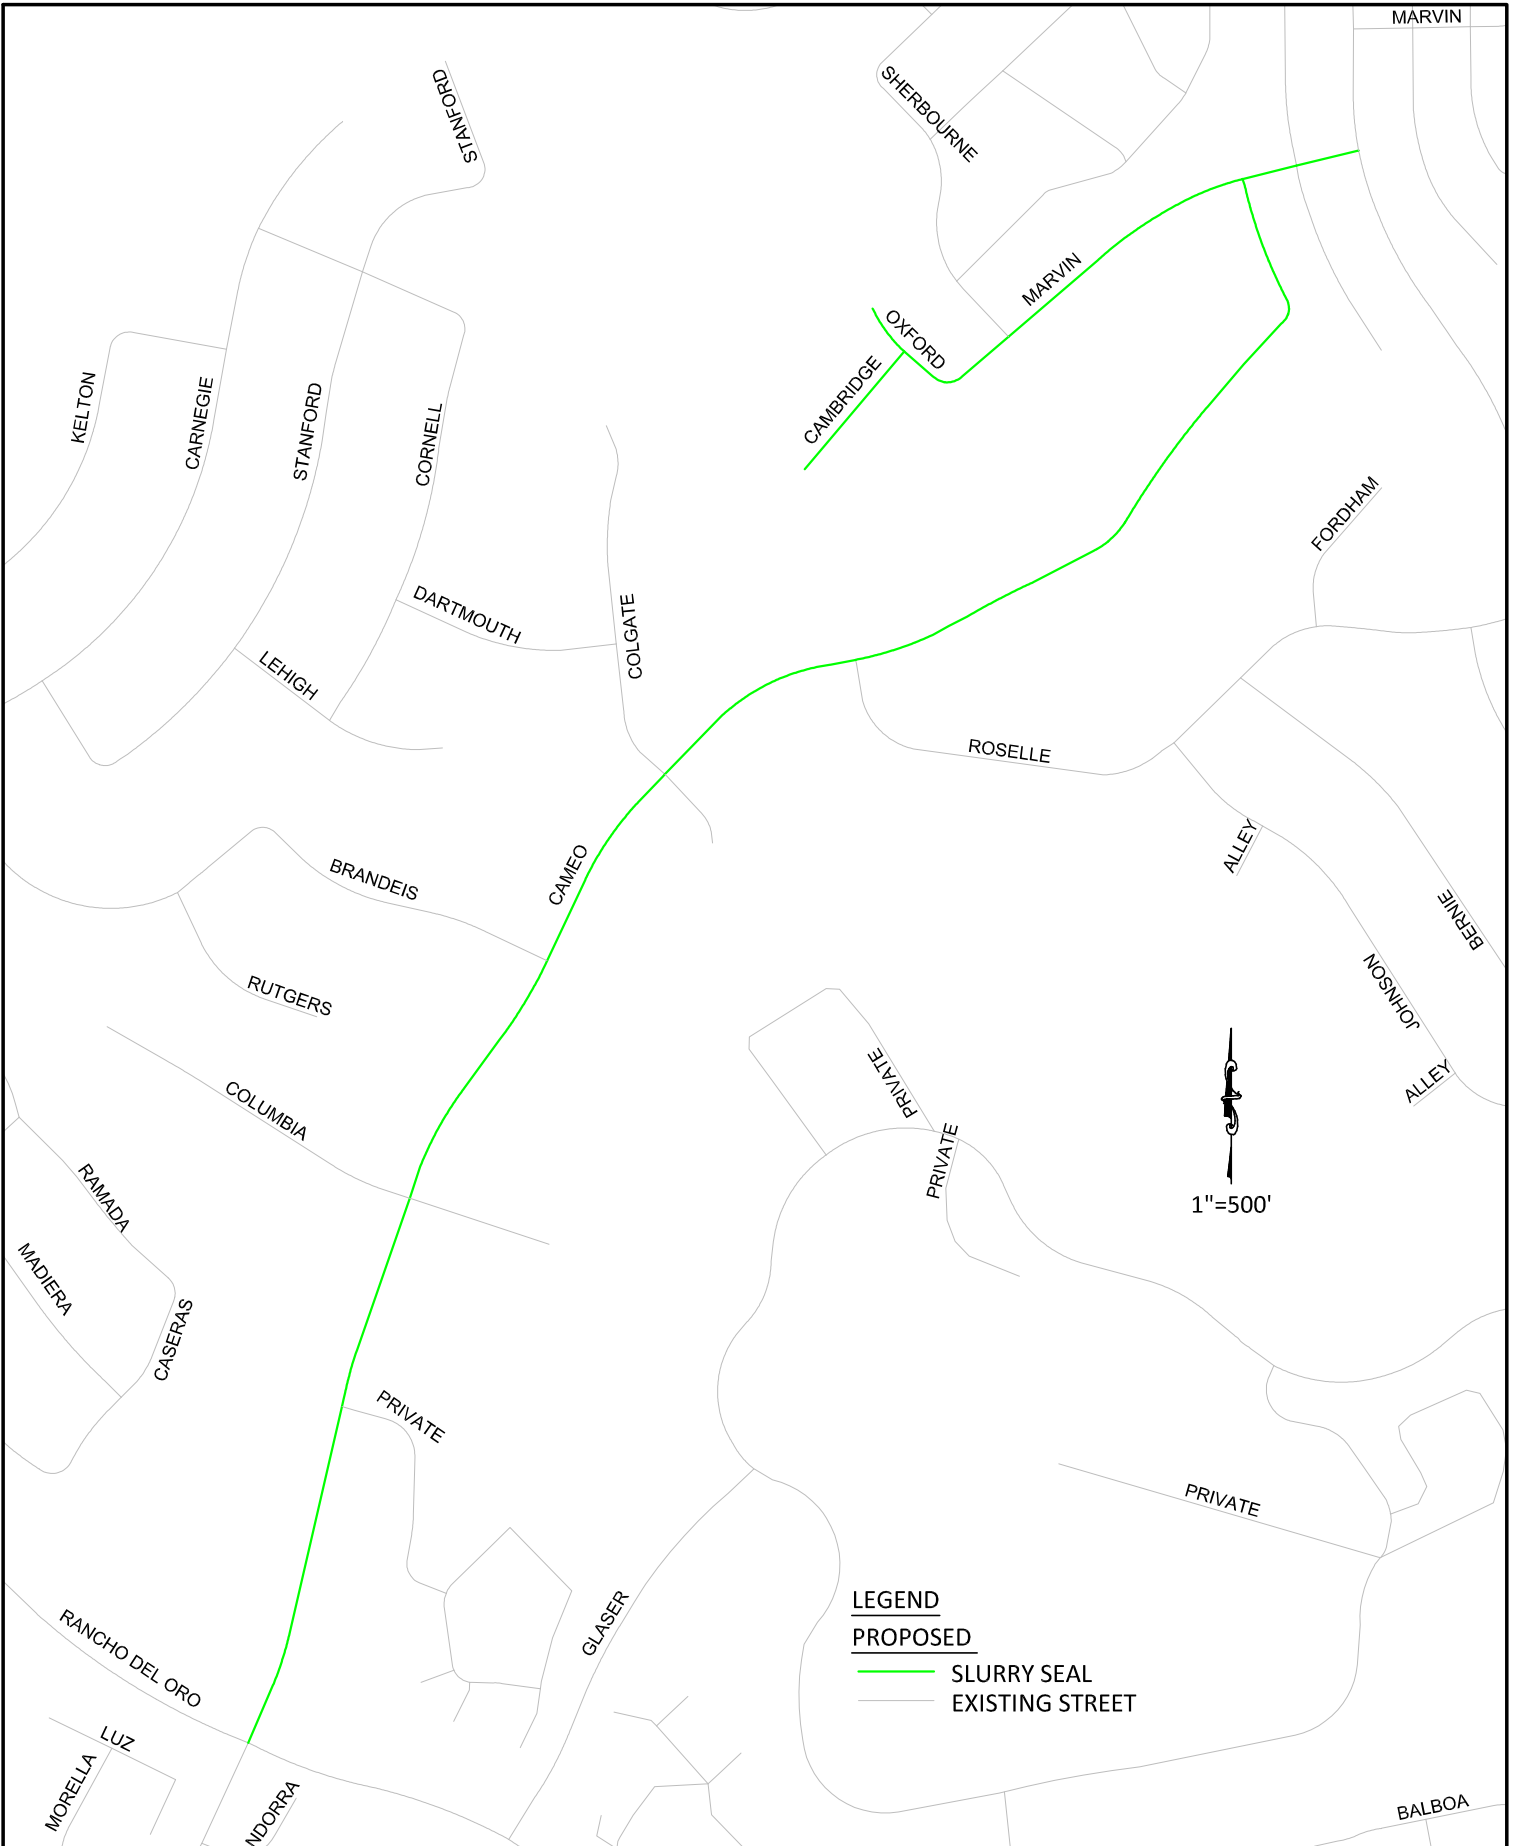 MARVIN
STANFORD
SHERBOURNE
MARVIN
OXFORD
CAMBRIDGE
KELTON
CARNEGIE
STANFORD
CORNELL
FORDHAM
DARTMOUTH
COLGATE
LEHIGH
ROSELLE
ALLEY
BRANDEIS
CAMEO
BERNIE
RUTGERS
JOHNSON
PRIVATE
ALLEY
COLUMBIA
PRIVATE
RAMADA
1"=500'
MADIERA
CASERAS
PRIVATE
PRIVATE
GLASER
LEGEND
PROPOSED
SLURRY SEAL
EXISTING STREET
RANCHO DEL ORO
LUZ
MORELLA
NDORRA
BALBOA